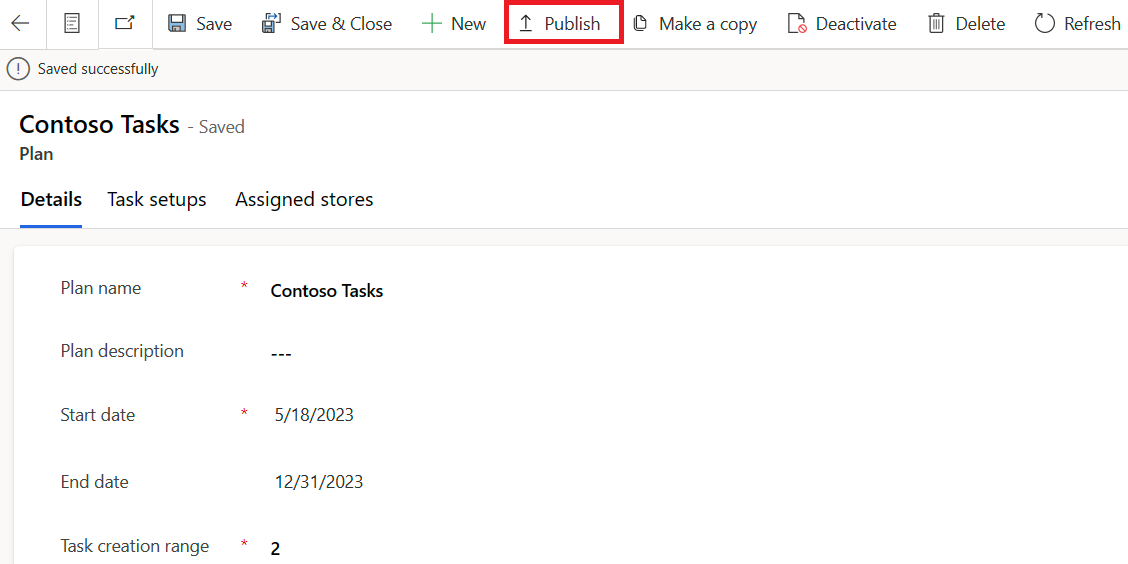 Save Save & Close New Publish Make a copy Deactivate Delete Refresh
Saved successfully
Contoso Tasks - Saved
Plan
Details Task setups Assigned stores
Plan name * Contoso Tasks
Plan description ---
Start date * 5/18/2023
End date 12/31/2023
Task creation range * 2